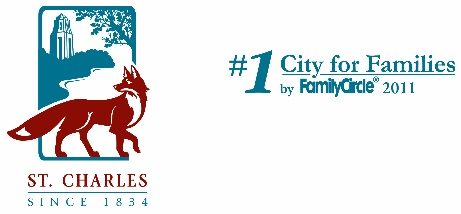 #1 City for Families
by FamilyCircle® 2011
ST. CHARLES
SINCE 1834